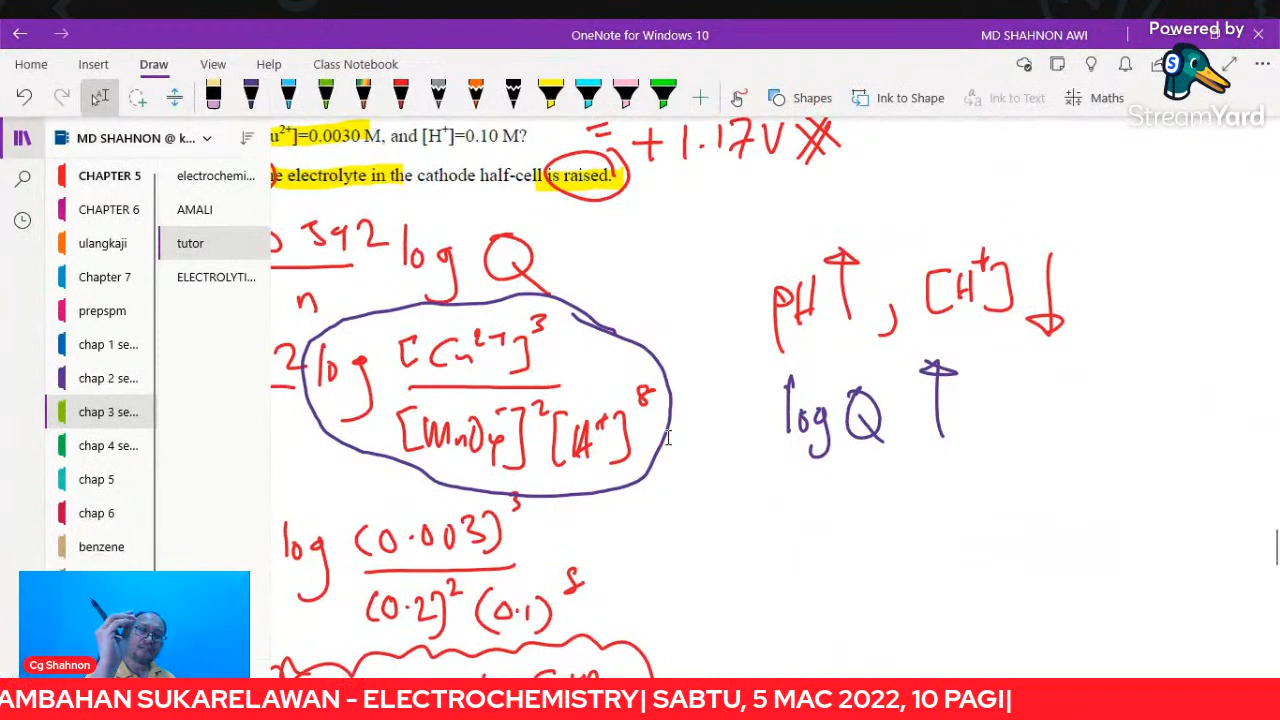 OneNote for Windows 10
MD SHAHNON AWI
Powered by
StreamYard
Home
Insert
Draw
View
Help
Class Notebook
Shapes
Ink to Shape
Ink to Text
Maths
MD SHAHNON @ k...
CHAPTER 5
CHAPTER 6
ulangkaji
Chapter 7
prepspm
chap 1 se...
chap 2 se...
chap 3 se...
chap 4 se...
chap 5
chap 6
benzene
electrochemi...
AMALI
tutor
ELECTROLYTI...
u²⁺]=0.0030 M, and [H⁺]=0.10 M?
= +1.17V
e electrolyte in the cathode half-cell is raised.
0392 log Q
n
2 log [Cu²⁺]³
[MnO₄⁻]² [H⁺]⁸
log (0.003)³
(0.2)² (0.1)⁸
pH ↑, [H⁺] ↓
log Q ↑
Cg Shahnon
AMBAHAN SUKARELAWAN - ELECTROCHEMISTRY| SABTU, 5 MAC 2022, 10 PAGI|